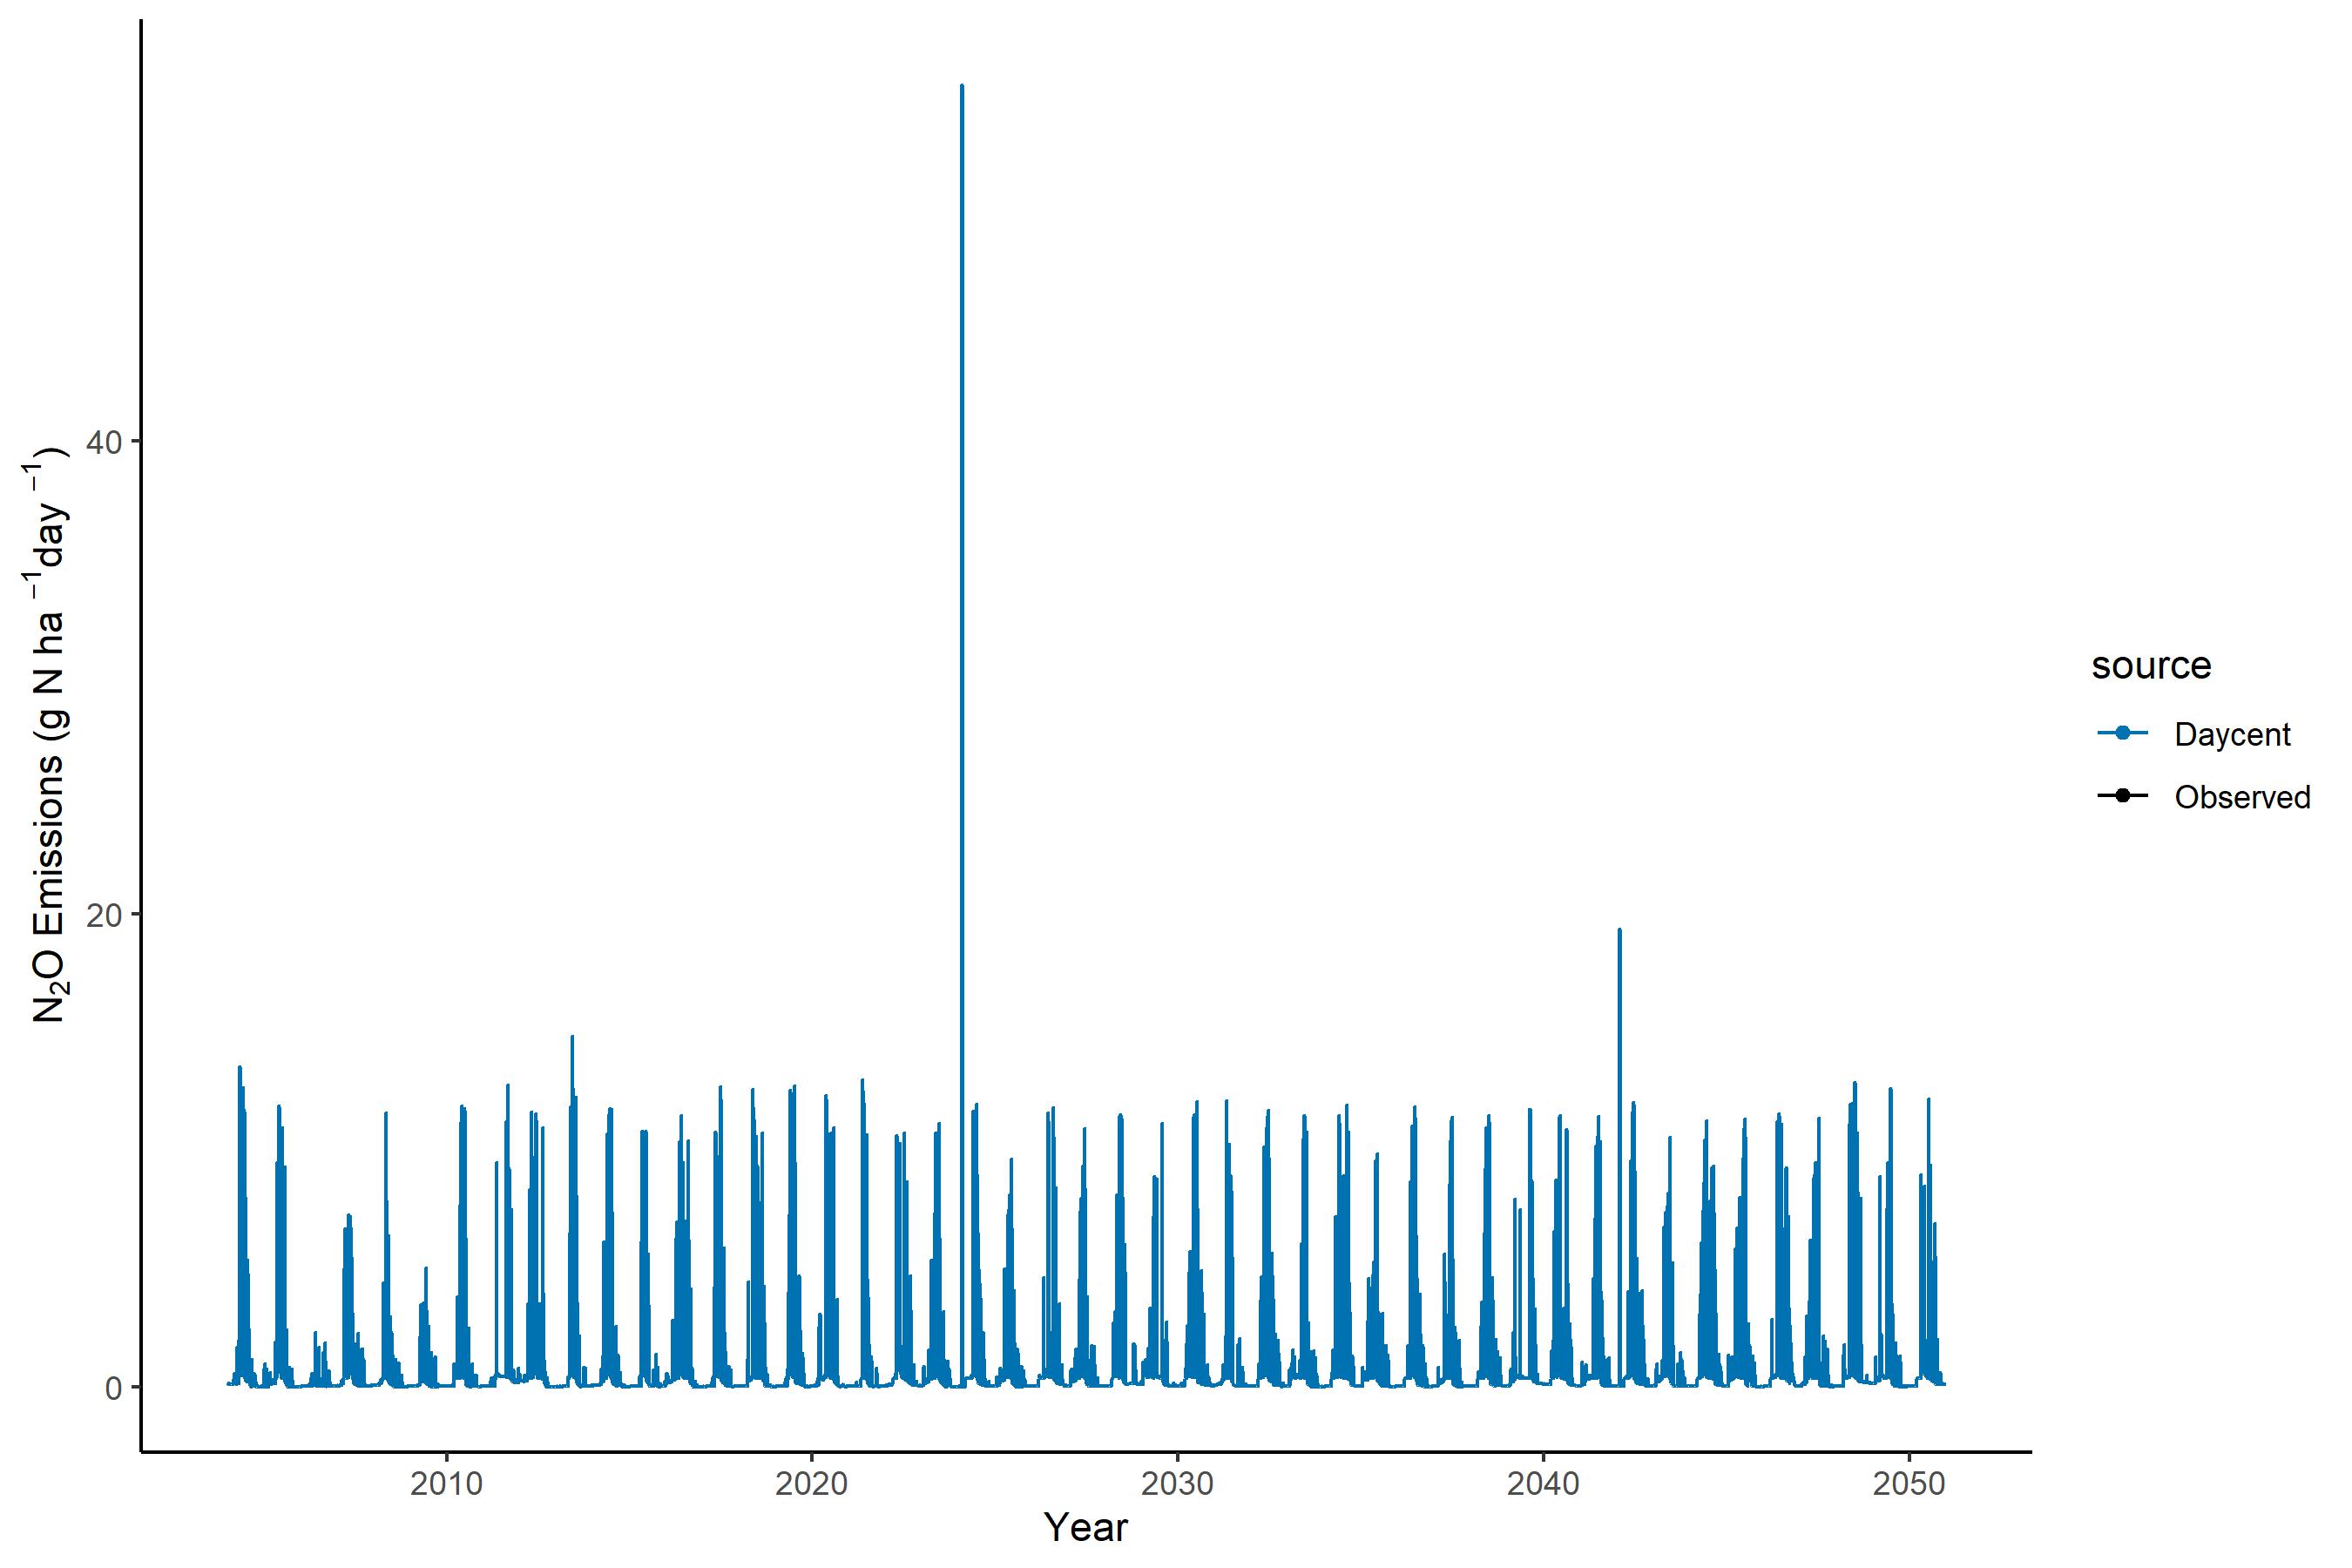 N₂O Emissions (g N ha ⁻¹day ⁻¹)
40
20
0
2010 2020 2030 2040 2050
Year
source
Daycent
Observed